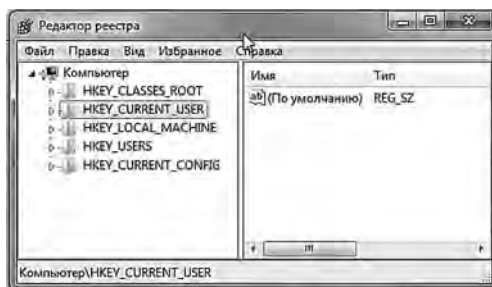 Редактор реестра
Файл Правка Вид Избранное Справка
Компьютер
HKEY_CLASSES_ROOT
HKEY_CURRENT_USER
HKEY_LOCAL_MACHINE
HKEY_USERS
HKEY_CURRENT_CONFIG
Имя Тип
ab (По умолчанию) REG_SZ
Компьютер\HKEY_CURRENT_USER